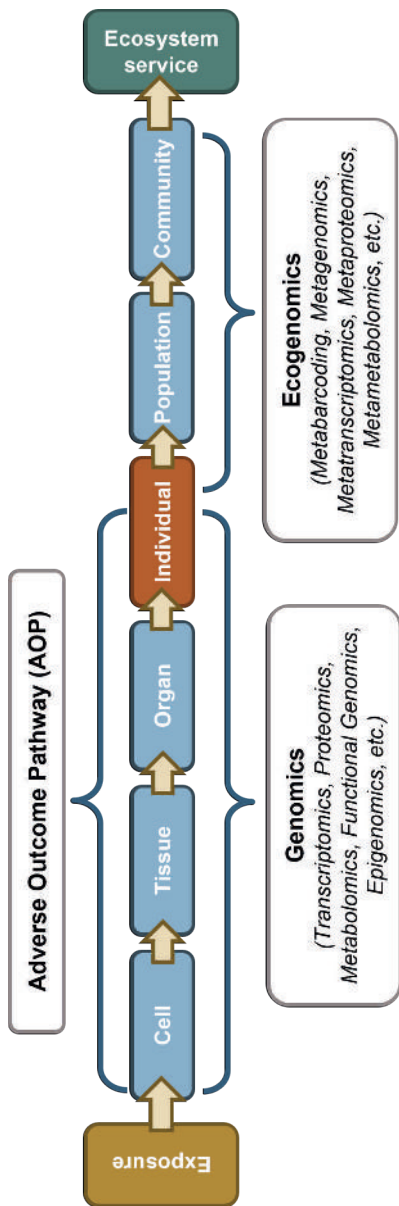 Adverse Outcome Pathway (AOP)
Exposure
Cell
Tissue
Organ
Individual
Population
Community
Ecosystem
service
Genomics
(Transcriptomics, Proteomics,
Metabolomics, Functional Genomics,
Epigenomics, etc.)
Ecogenomics
(Metabarcoding, Metagenomics,
Metatranscriptomics, Metaproteomics,
Metametabolomics, etc.)